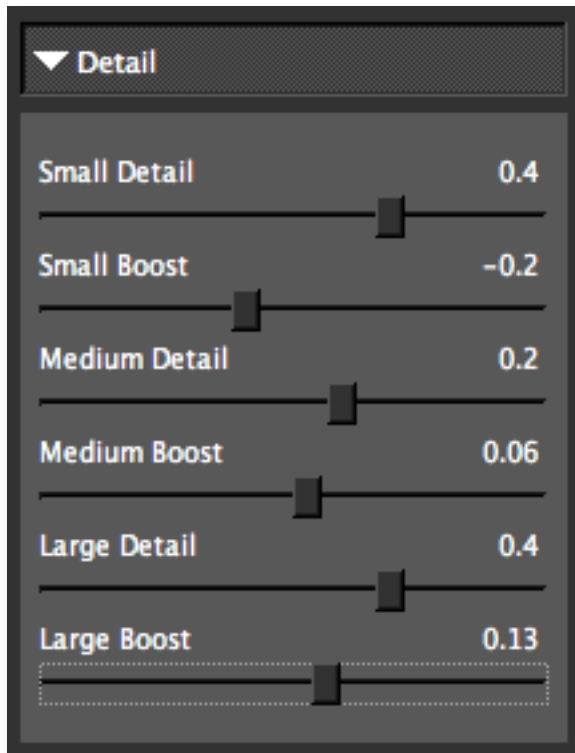 Detail
Small Detail 0.4
Small Boost -0.2
Medium Detail 0.2
Medium Boost 0.06
Large Detail 0.4
Large Boost 0.13